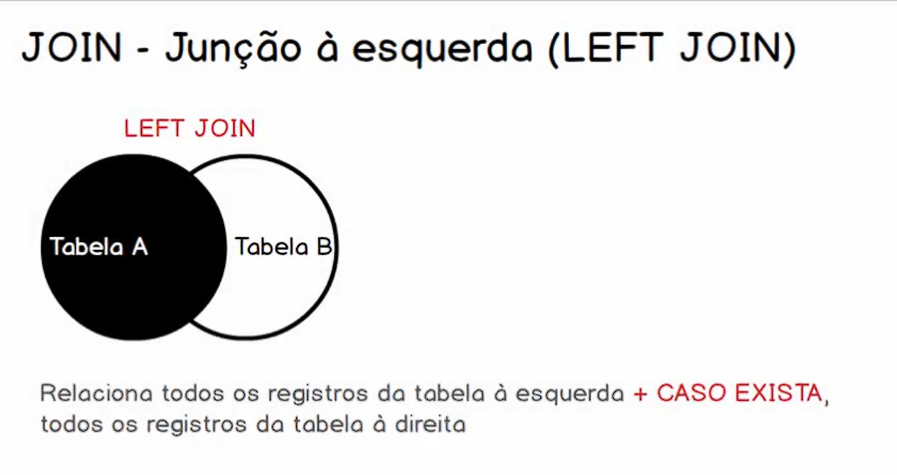 JOIN - Junção à esquerda (LEFT JOIN)
LEFT JOIN
Tabela A
Tabela B
Relaciona todos os registros da tabela à esquerda + CASO EXISTA,
todos os registros da tabela à direita